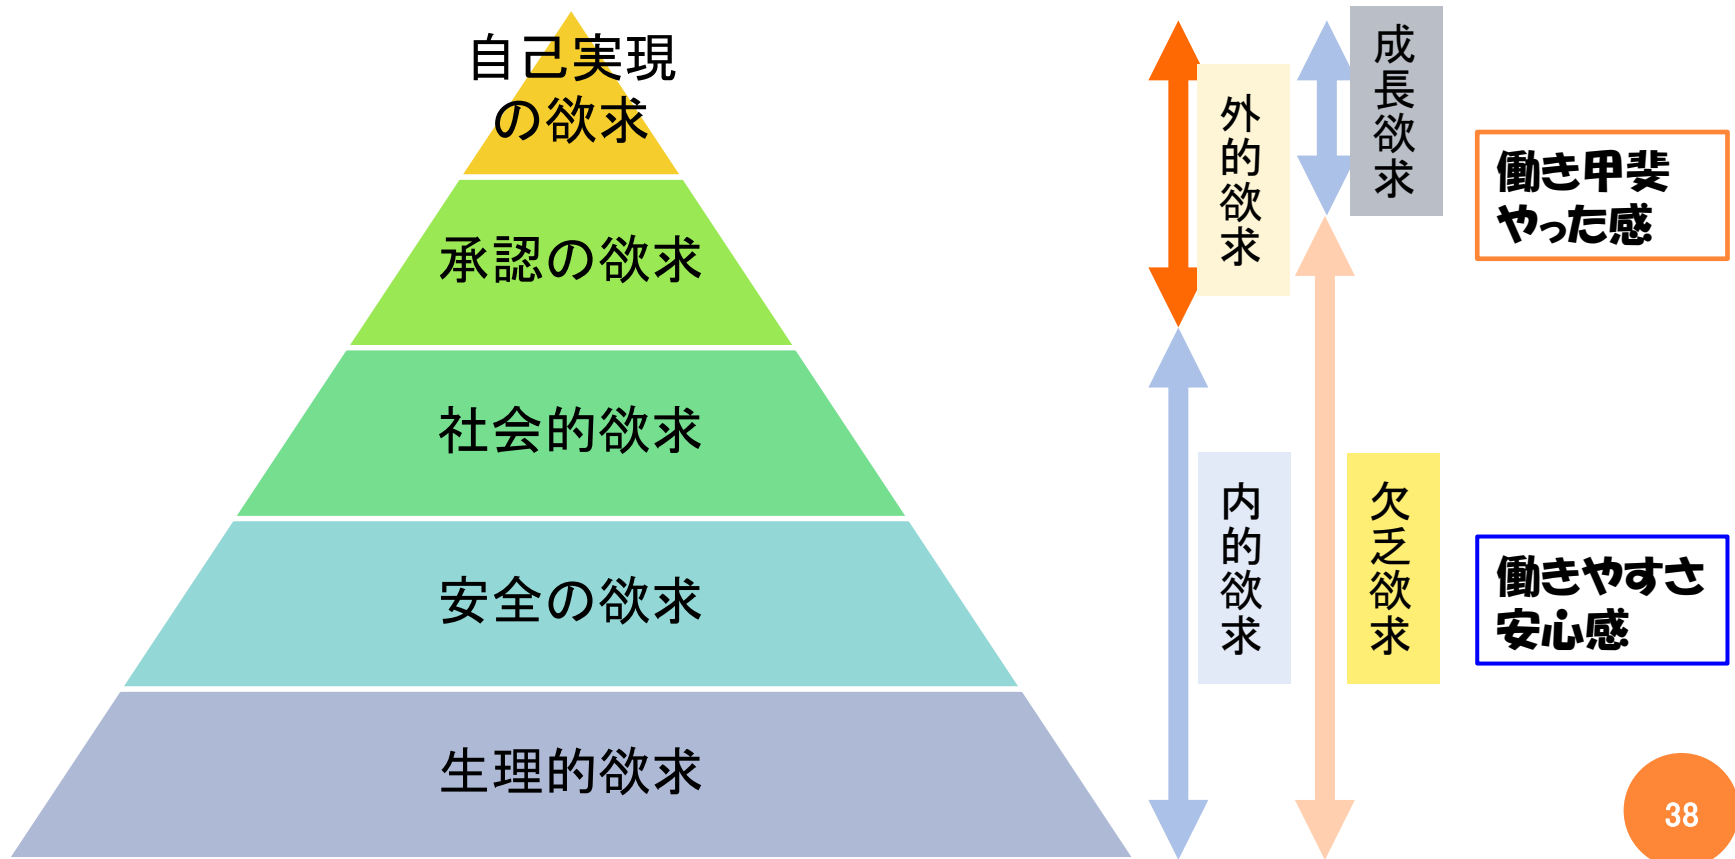 自己実現
の欲求
承認の欲求
社会的欲求
安全の欲求
生理的欲求
外的欲求
内的欲求
成長欲求
欠乏欲求
働き甲斐
やった感
働きやすさ
安心感
38